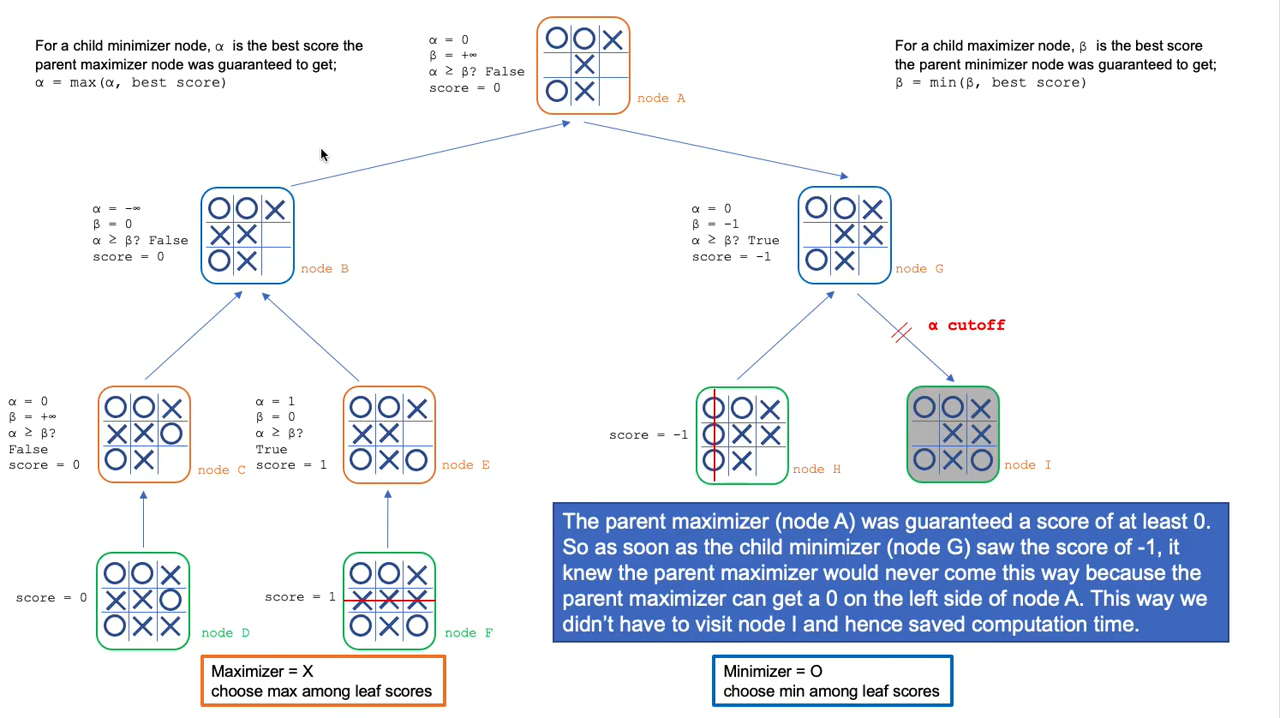 For a child minimizer node, α is the best score the
parent maximizer node was guaranteed to get;
α = max(α, best score)
α = 0
β = +∞
α ≥ β? False
score = 0
node A
For a child maximizer node, β is the best score
the parent minimizer node was guaranteed to get;
β = min(β, best score)
α = -∞
β = 0
α ≥ β? False
score = 0
node B
α = 0
β = -1
α ≥ β? True
score = -1
node G
α cutoff
α = 0
β = +∞
α ≥ β?
False
score = 0
node C
α = 1
β = 0
α ≥ β?
True
score = 1
node E
score = -1
node H
node I
score = 0
node D
score = 1
node F
The parent maximizer (node A) was guaranteed a score of at least 0.
So as soon as the child minimizer (node G) saw the score of -1, it
knew the parent maximizer would never come this way because the
parent maximizer can get a 0 on the left side of node A. This way we
didn't have to visit node I and hence saved computation time.
Maximizer = X
choose max among leaf scores
Minimizer = O
choose min among leaf scores